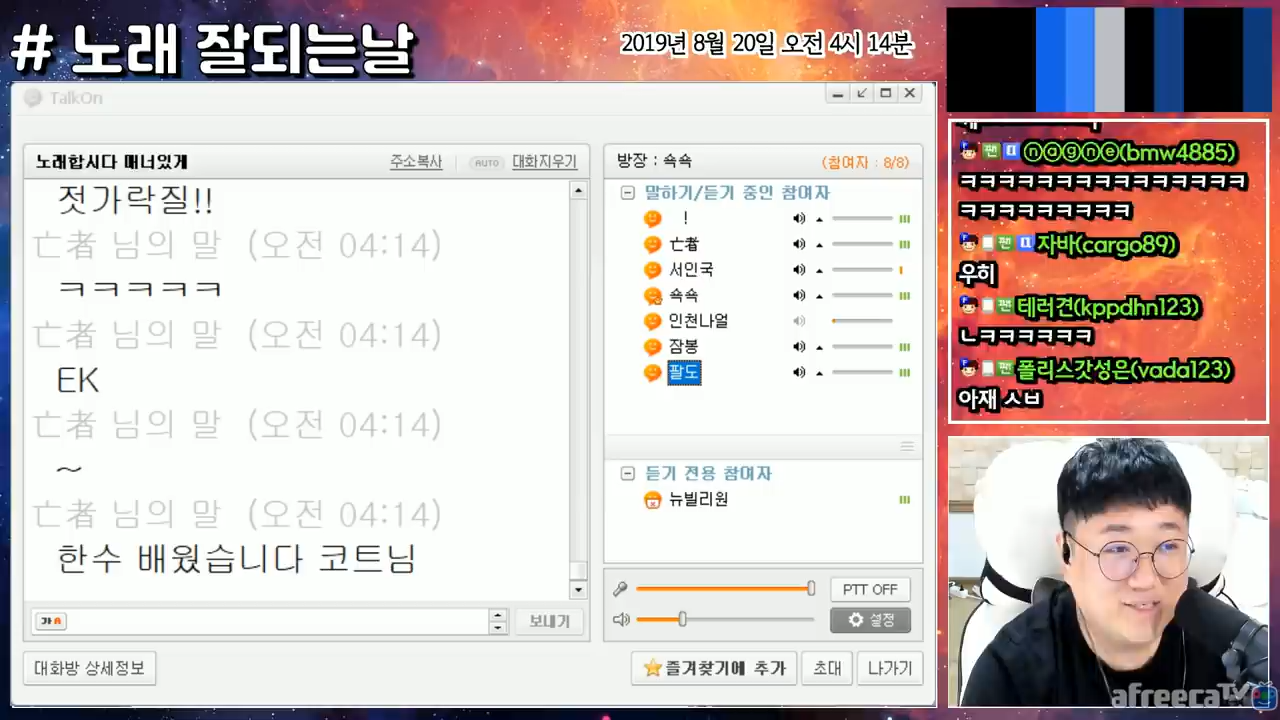 # 노래 잘되는날
2019년 8월 20일 오전 4시 14분
TalkOn
노래합시다 매너있게
주소복사
AUTO
대화지우기
젓가락질!!
亡者 님의 말 (오전 04:14)
ㅋㅋㅋㅋㅋ
亡者 님의 말 (오전 04:14)
EK
亡者 님의 말 (오전 04:14)
~
亡者 님의 말 (오전 04:14)
한수 배웠습니다 코트님
가
보내기
대화방 상세정보
방장 : 쇽쇽
(참여자 : 8/8)
말하기/듣기 중인 참여자
!
亡者
서인국
쇽쇽
인천나얼
잠봉
팔도
듣기 전용 참여자
뉴빌리원
PTT OFF
설정
즐겨찾기에 추가
초대
나가기
팬 ⓝⓐⓖⓝⓔ(bmw4885)
ㅋㅋㅋㅋㅋㅋㅋㅋㅋㅋㅋㅋㅋㅋㅋ
ㅋㅋㅋㅋㅋㅋㅋㅋㅋ
팬 자바(cargo89)
우히
팬 테러견(kppdhn123)
ㄴㅋㅋㅋㅋㅋㅋ
팬 폴리스갓성은(vada123)
아재 ㅅㅂ
afreecaTV